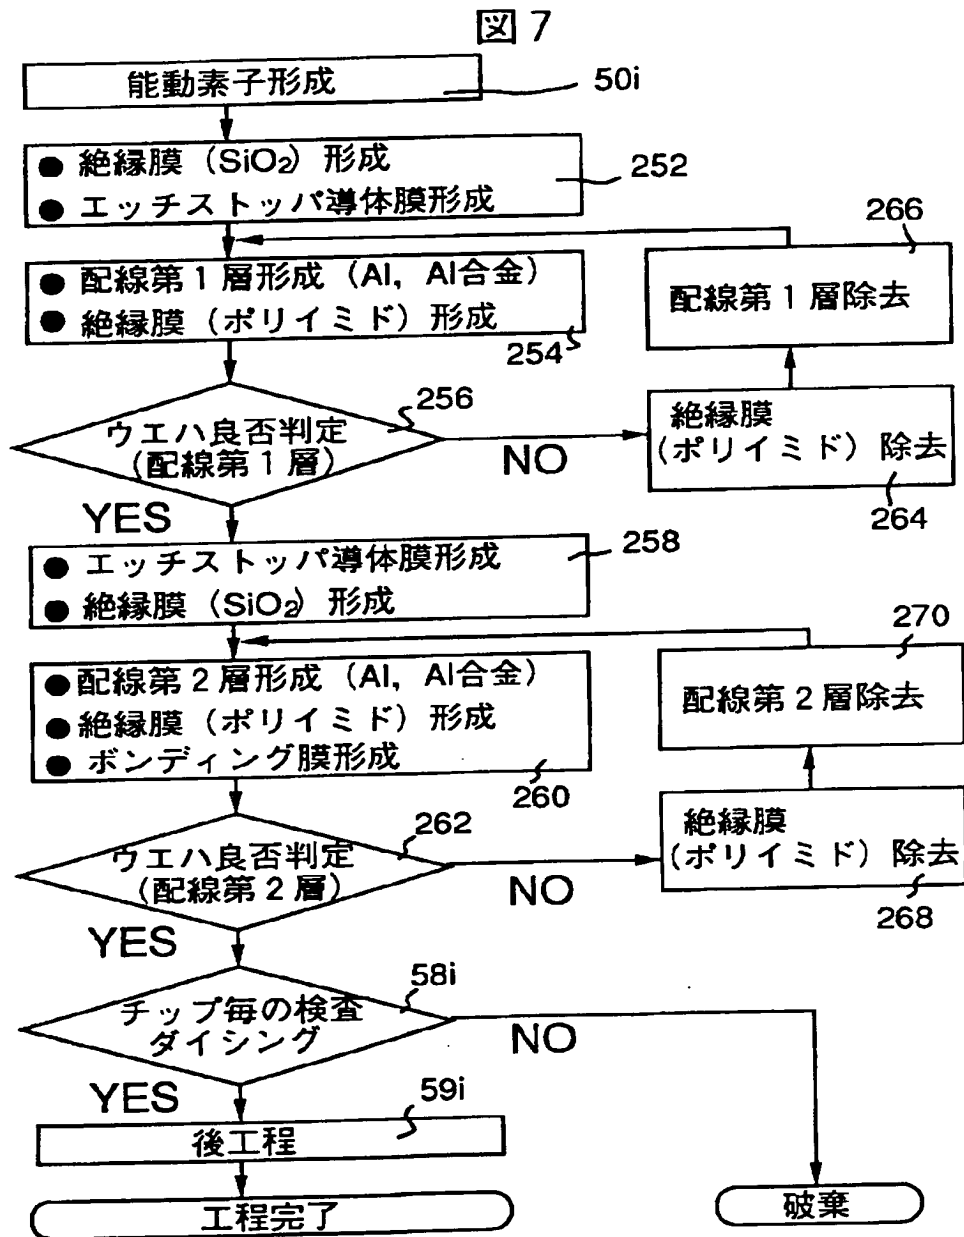 図 7
能動素子形成
50i
● 絶縁膜 (SiO₂) 形成
● エッチストッパ導体膜形成
252
266
● 配線第1層形成 (Al, Al合金)
● 絶縁膜 (ポリイミド) 形成
254
配線第1層除去
ウエハ良否判定
(配線第1層)
256
NO
絶縁膜
(ポリイミド) 除去
264
YES
● エッチストッパ導体膜形成
● 絶縁膜 (SiO₂) 形成
258
270
● 配線第2層形成 (Al, Al合金)
● 絶縁膜 (ポリイミド) 形成
● ボンディング膜形成
260
配線第2層除去
ウエハ良否判定
(配線第2層)
262
NO
絶縁膜
(ポリイミド) 除去
268
YES
チップ毎の検査
ダイシング
58i
NO
YES
59i
後工程
工程完了
破棄